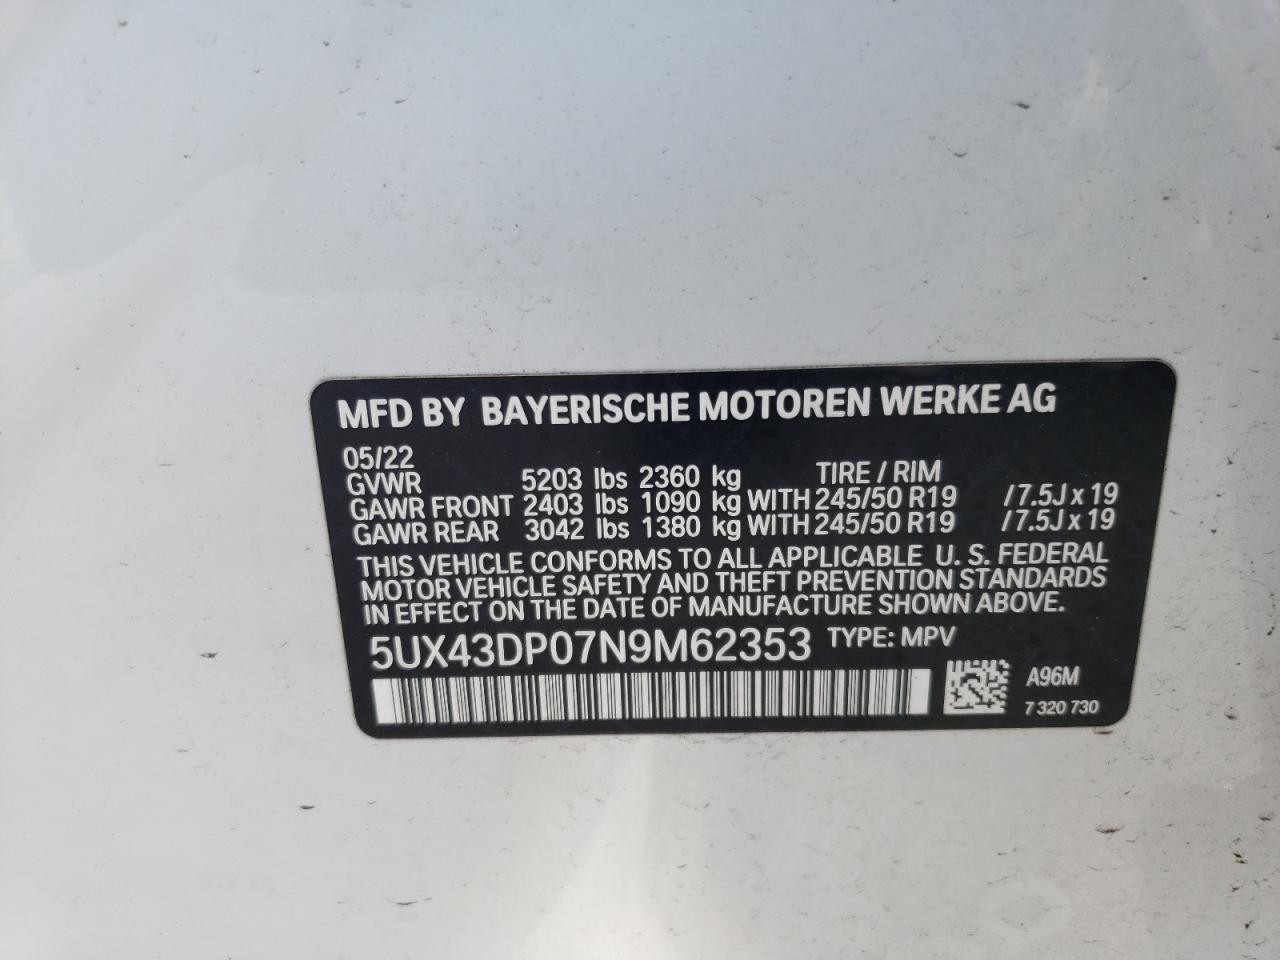 MFD BY BAYERISCHE MOTOREN WERKE AG
05/22
GVWR 5203 lbs 2360 kg TIRE / RIM
GAWR FRONT 2403 lbs 1090 kg WITH 245/50 R19 /7.5J x 19
GAWR REAR 3042 lbs 1380 kg WITH 245/50 R19 /7.5J x 19
THIS VEHICLE CONFORMS TO ALL APPLICABLE U. S. FEDERAL
MOTOR VEHICLE SAFETY AND THEFT PREVENTION STANDARDS
IN EFFECT ON THE DATE OF MANUFACTURE SHOWN ABOVE.
5UX43DP07N9M62353 TYPE: MPV
A96M
7 320 730